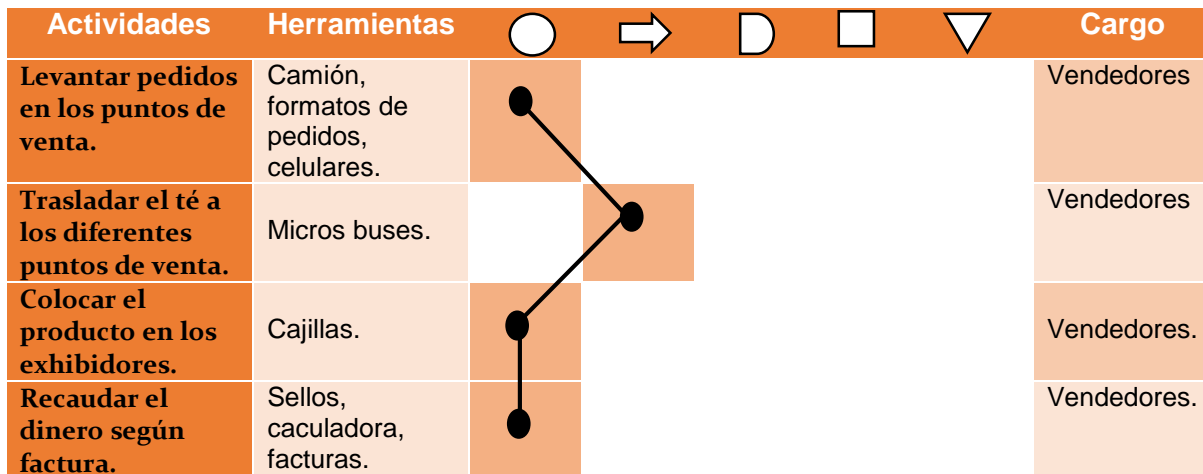 Actividades Herramientas Cargo
Levantar pedidos
en los puntos de
venta.
Camión,
formatos de
pedidos,
celulares.
Vendedores
Trasladar el té a
los diferentes
puntos de venta.
Micros buses.
Vendedores
Colocar el
producto en los
exhibidores.
Cajillas.
Vendedores.
Recaudar el
dinero según
factura.
Sellos,
caculadora,
facturas.
Vendedores.